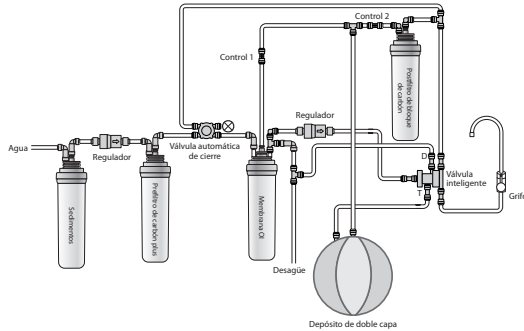 Control 2
Control 1
Postfiltro de bloque
de carbón
Regulador
Agua
Regulador
Válvula automática
de cierre
D
Válvula
inteligente
T
Grifo
Sedimentos
Prefiltro de carbón plus
Membrana OI
Desagüe
Depósito de doble capa